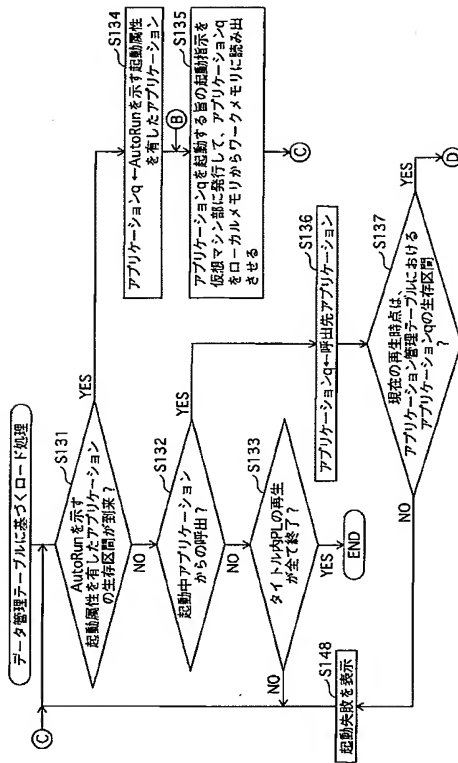 データ管理テーブルに基づくロード処理
C
S131
AutoRunを示す
起動属性を有したアプリケーション
の生存区間が到来?
YES
NO
S134
アプリケーションq←AutoRunを示す起動属性
を有したアプリケーション
B
S135
アプリケーションqを起動する旨の起動指示を
仮想マシン部に発行して、アプリケーションq
をローカルメモリからワークメモリに読み出
させる
C
S132
起動中アプリケーション
からの呼出?
YES
NO
S133
タイトル内PLの再生
が全て終了?
NO
YES
END
S136
アプリケーションq←呼出先アプリケーション
S137
現在の再生時点は、
アプリケーション管理テーブルにおける
アプリケーションqの生存区間
?
YES
D
NO
S148
起動失敗を表示